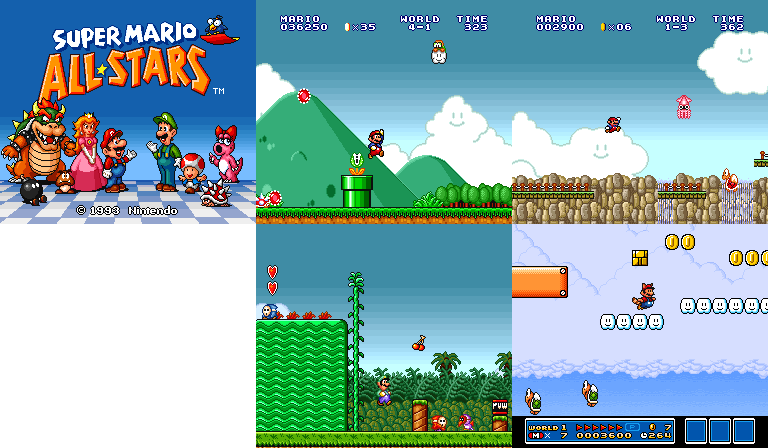 SUPER MARIO
ALL★STARS
TM
© 1993 Nintendo
MARIO WORLD TIME
036250 ×35 4-1 323
MARIO WORLD TIME
002900 ×06 1-3 362
POW
WORLD 1 P 7
M× 7 0003600 264